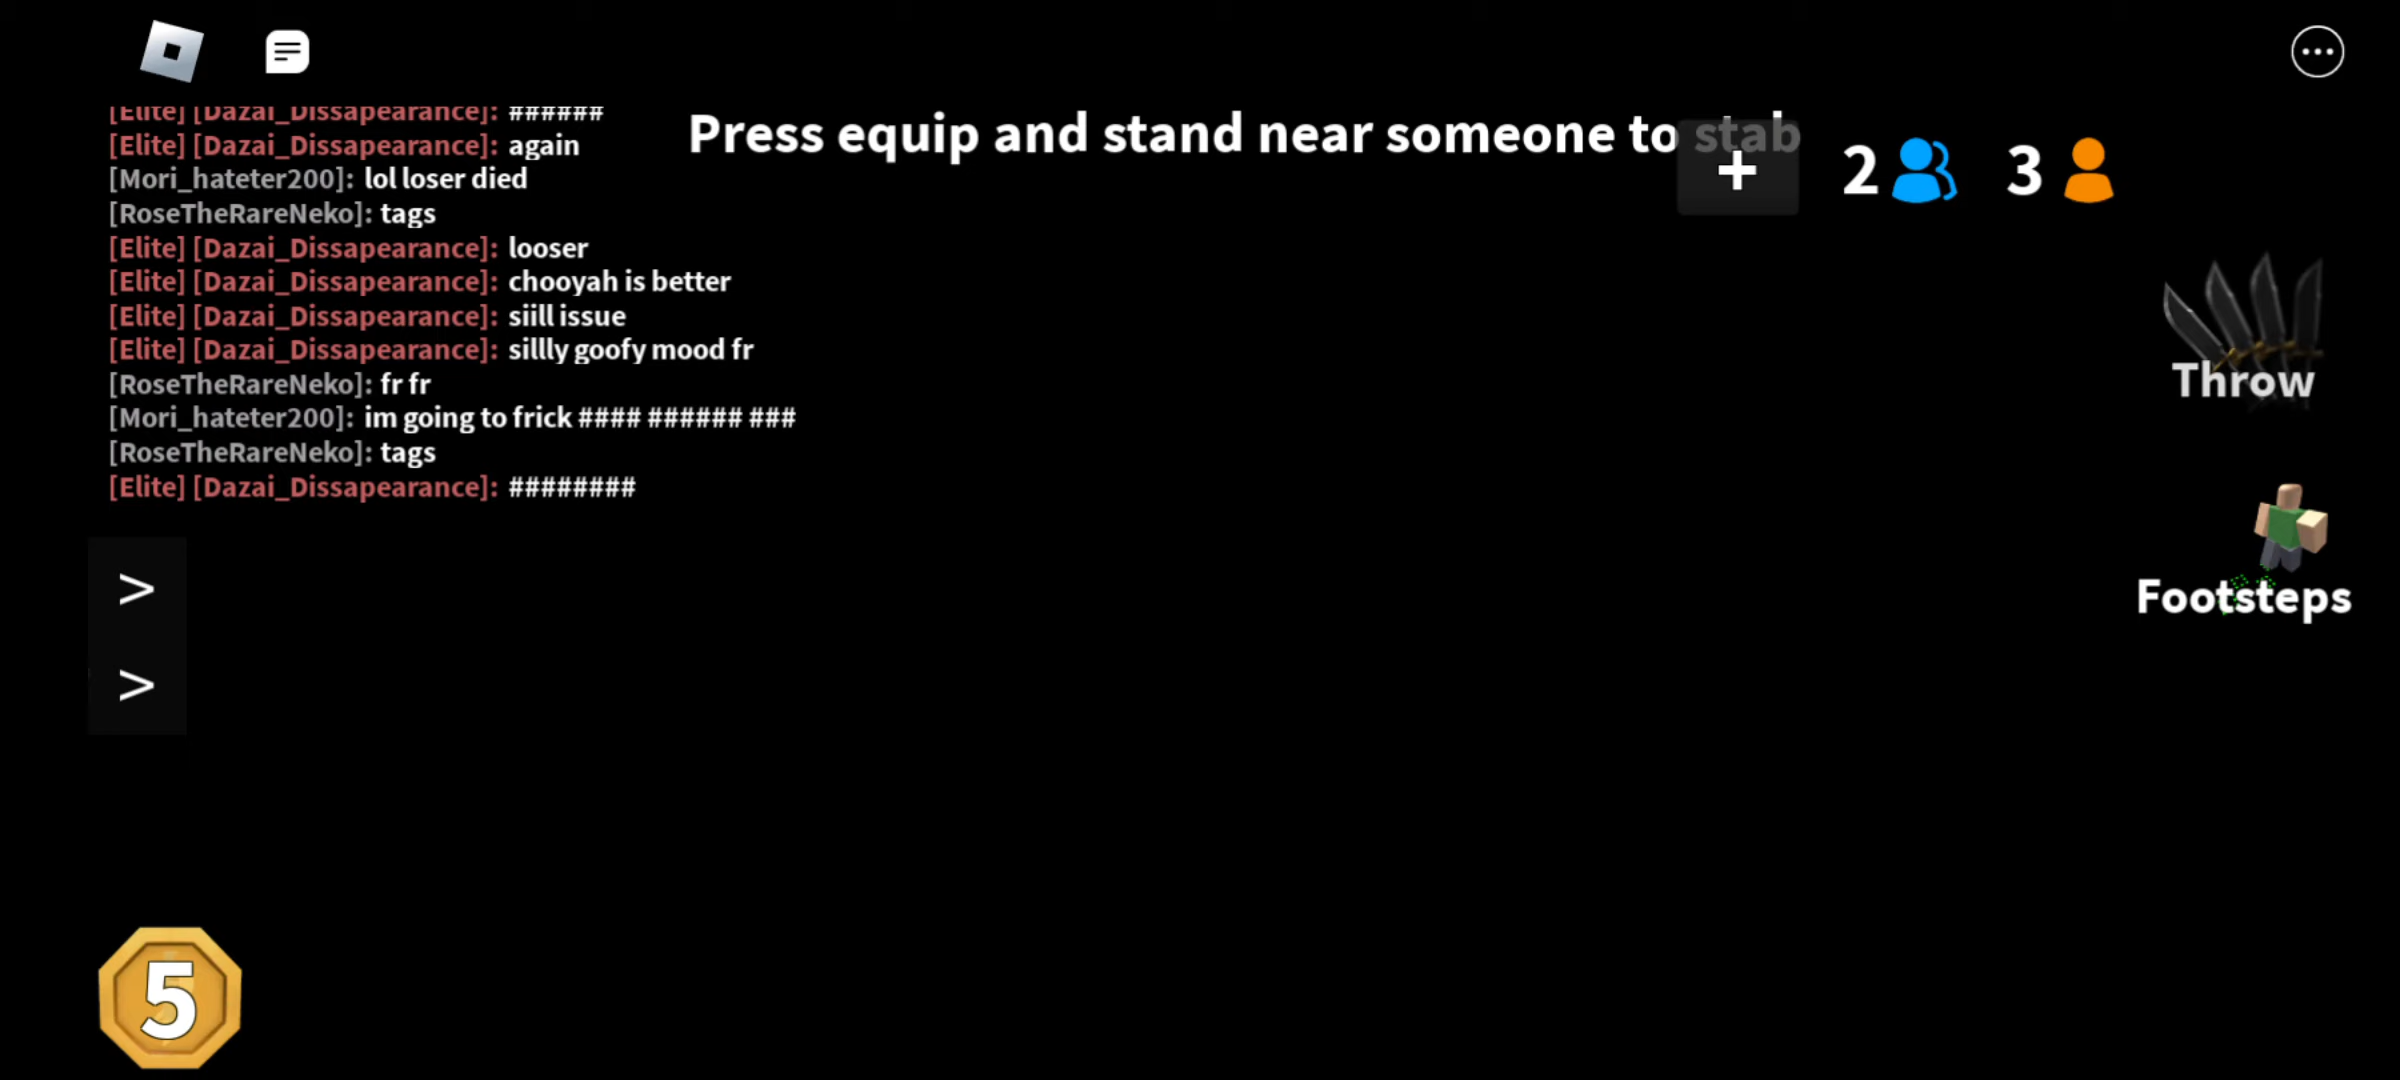 [Elite] [Dazai_Dissapearance]: ######
[Elite] [Dazai_Dissapearance]: again
[Mori_hateter200]: lol loser died
[RoseTheRareNeko]: tags
[Elite] [Dazai_Dissapearance]: looser
[Elite] [Dazai_Dissapearance]: chooyah is better
[Elite] [Dazai_Dissapearance]: siill issue
[Elite] [Dazai_Dissapearance]: sillly goofy mood fr
[RoseTheRareNeko]: fr fr
[Mori_hateter200]: im going to frick #### ###### ###
[RoseTheRareNeko]: tags
[Elite] [Dazai_Dissapearance]: ########
Press equip and stand near someone to stab
+
2
3
Throw
Footsteps
>
>
5